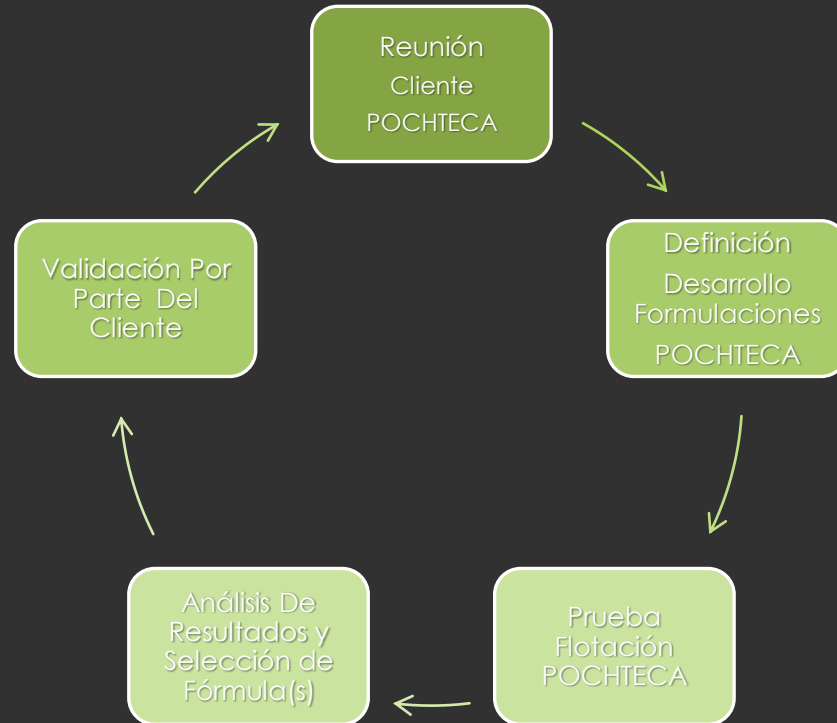 Reunión
Cliente
POCHTECA
Definición
Desarrollo
Formulaciones
POCHTECA
Prueba
Flotación
POCHTECA
Análisis De
Resultados y
Selección de
Fórmula(s)
Validación Por
Parte Del
Cliente